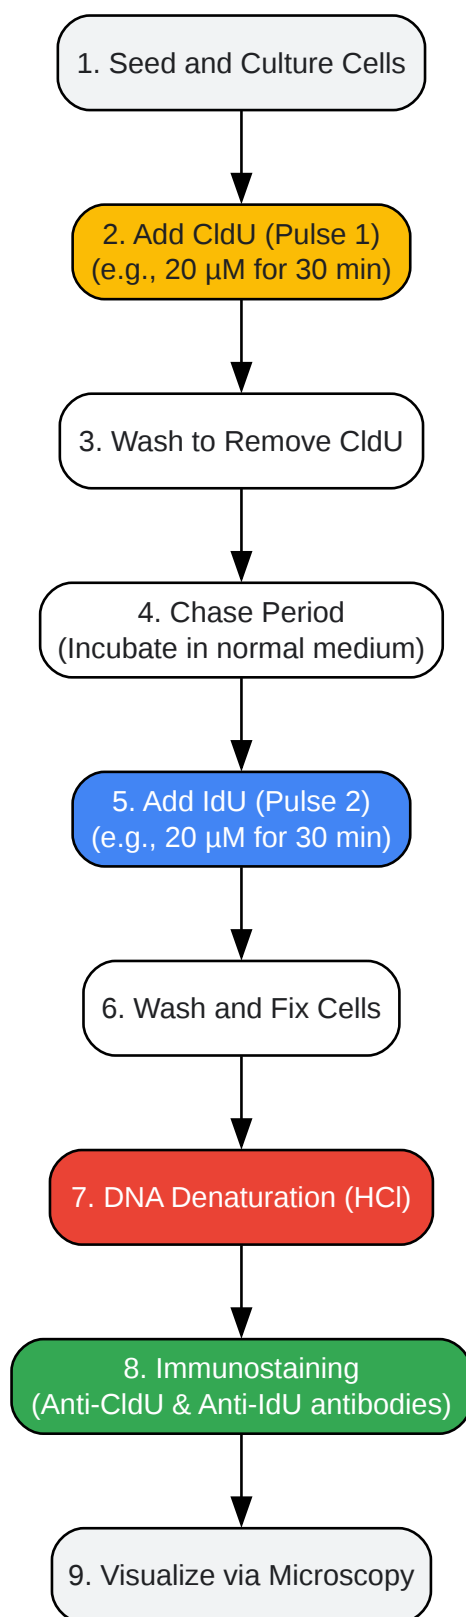 1. Seed and Culture Cells
2. Add CldU (Pulse 1)
(e.g., 20 µM for 30 min)
3. Wash to Remove CldU
4. Chase Period
(Incubate in normal medium)
5. Add IdU (Pulse 2)
(e.g., 20 µM for 30 min)
6. Wash and Fix Cells
7. DNA Denaturation (HCl)
8. Immunostaining
(Anti-CldU & Anti-IdU antibodies)
9. Visualize via Microscopy